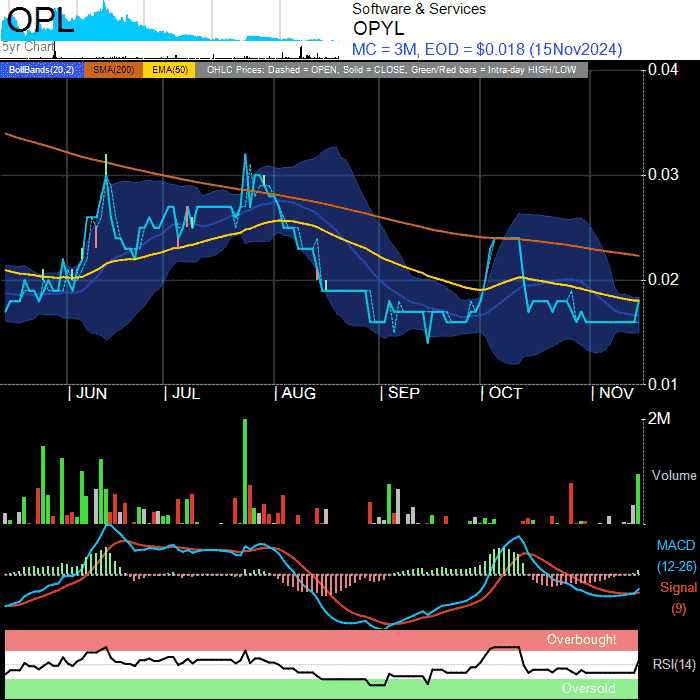 OPL
5yr Chart
Software & Services
OPYL
MC = 3M, EOD = $0.018 (15Nov2024)
BollBands(20,2) SMA(200) EMA(50) OHLC Prices: Dashed = OPEN, Solid = CLOSE, Green/Red bars = Intra-day HIGH/LOW
0.04
0.03
0.02
0.01
| JUN | JUL | AUG | SEP | OCT | NOV
2M
Volume
MACD
(12-26)
Signal
(9)
Overbought
RSI(14)
Oversold